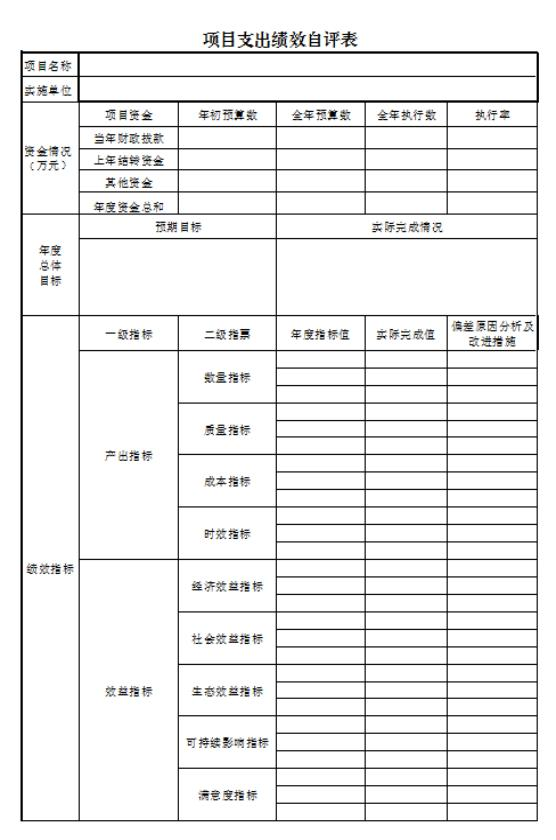 项目支出绩效自评表
项目名称
实施单位
资金情况
（万元）
项目资金 年初预算数 全年预算数 全年执行数 执行率
当年财政拨款
上年结转资金
其他资金
年度资金总和
年度
总体
目标
预期目标 实际完成情况
绩效指标
一级指标 二级指票 年度指标值 实际完成值 偏差原因分析及
改进措施
产出指标
数量指标
质量指标
成本指标
时效指标
效益指标
经济效益指标
社会效益指标
生态效益指标
可持续影响指标
满意度指标